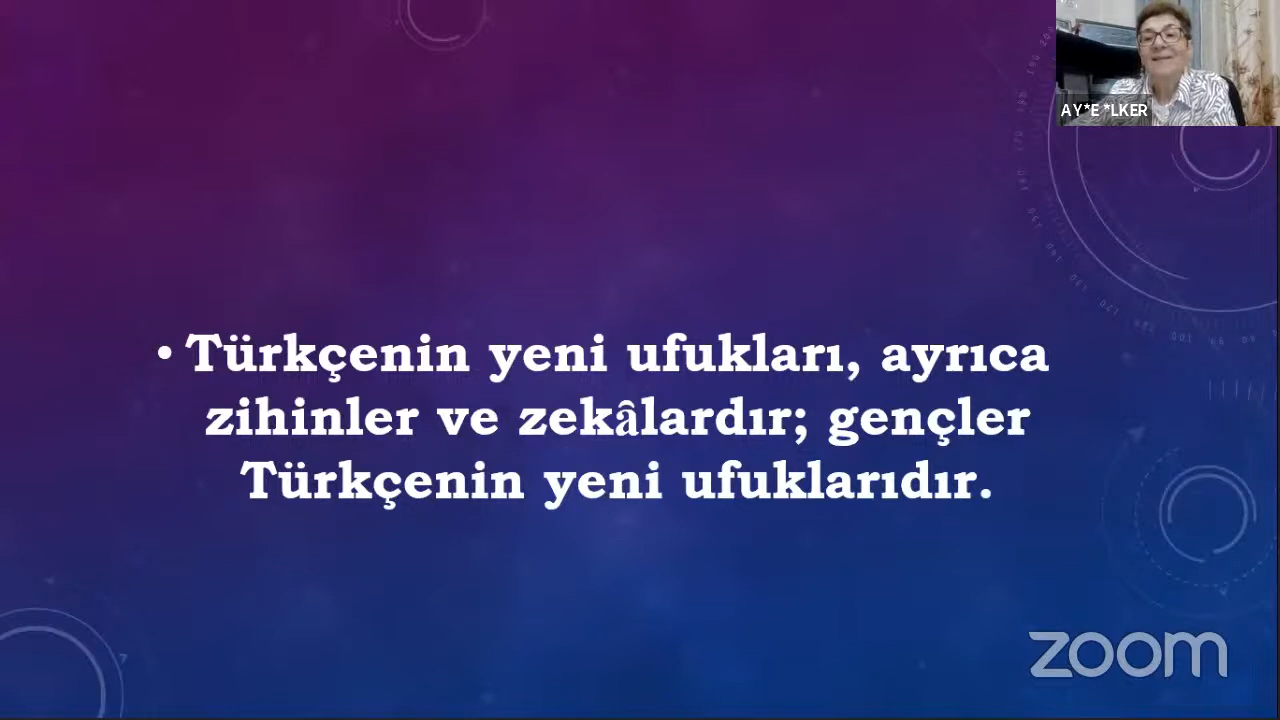 AY*E *LKER
• Türkçenin yeni ufukları, ayrıca
zihinler ve zekâlardır; gençler
Türkçenin yeni ufuklarıdır.
zoom